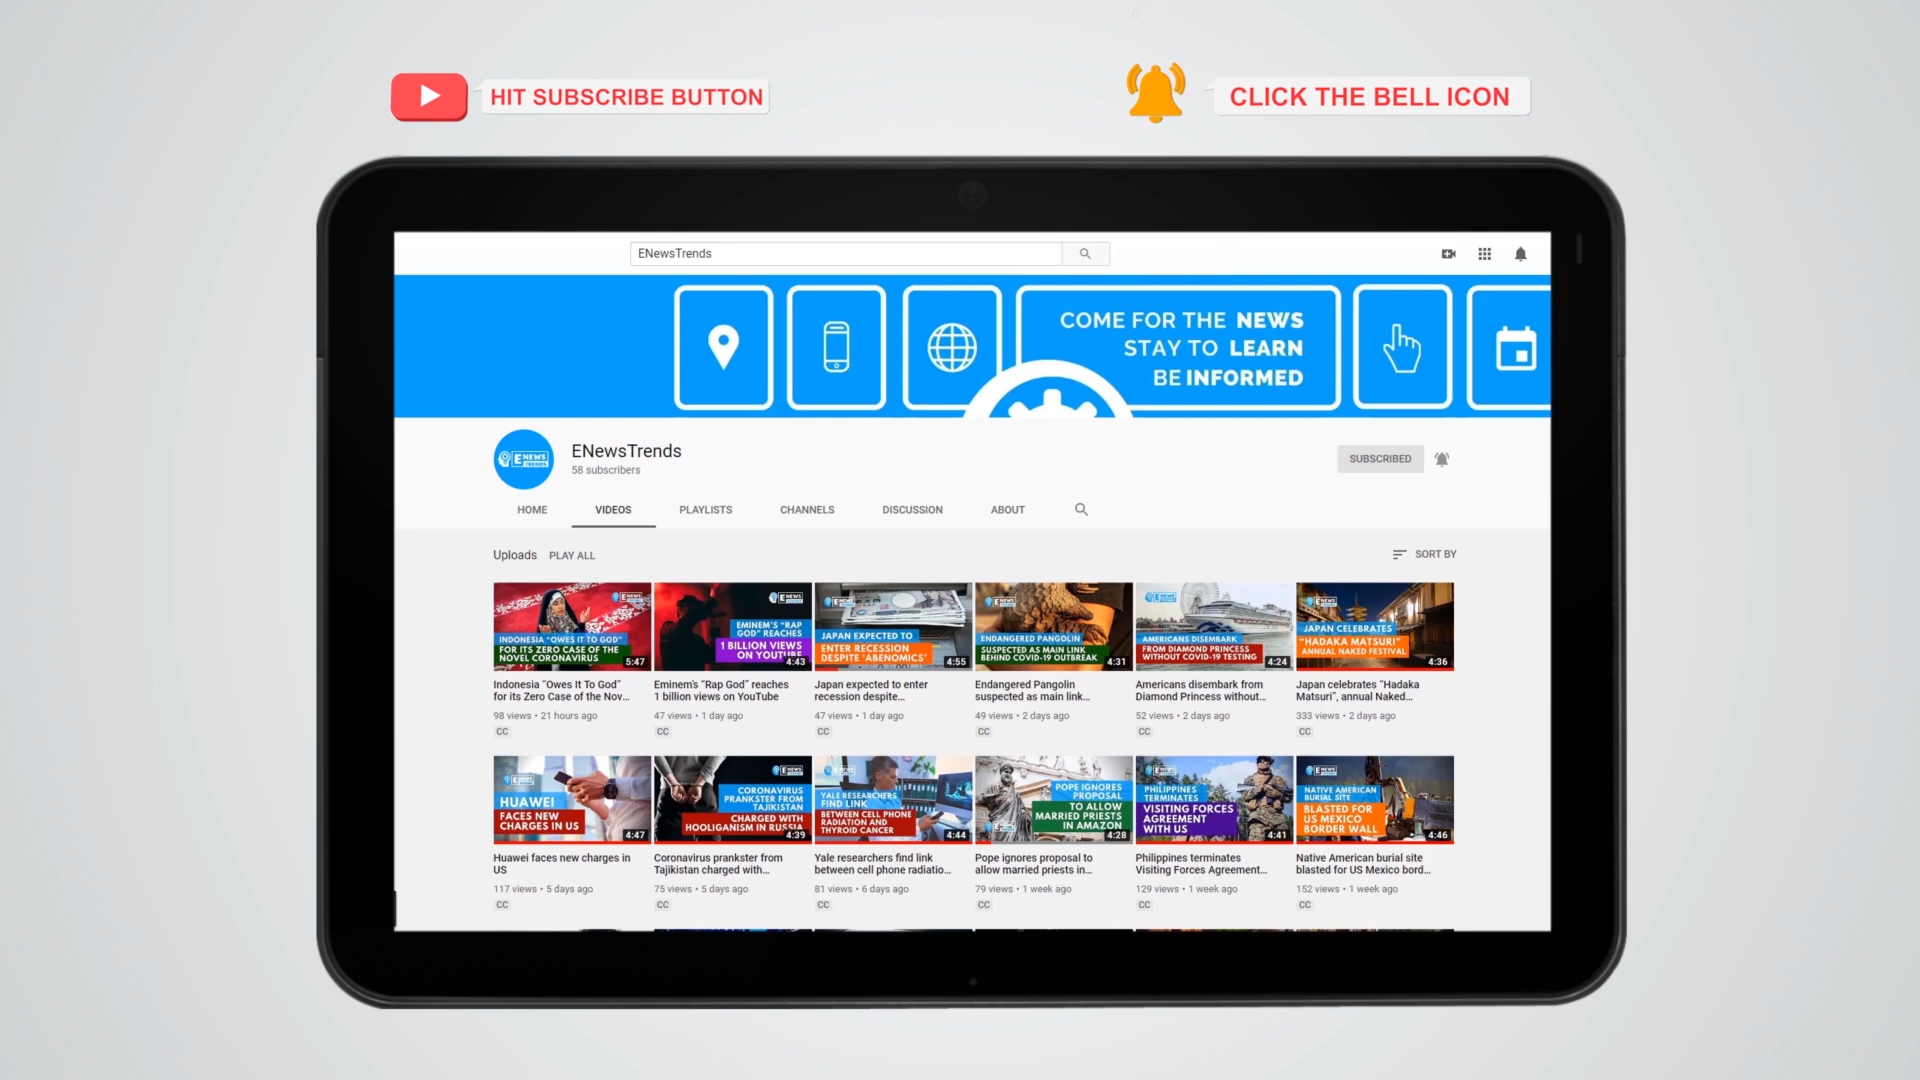 HIT SUBSCRIBE BUTTON
CLICK THE BELL ICON
ENewsTrends
COME FOR THE NEWS
STAY TO LEARN
BE INFORMED
E NEWS
TRENDS
ENewsTrends
58 subscribers
SUBSCRIBED
HOME VIDEOS PLAYLISTS CHANNELS DISCUSSION ABOUT
Uploads PLAY ALL
SORT BY
INDONESIA "OWES IT TO GOD"
FOR ITS ZERO CASE OF THE
NOVEL CORONAVIRUS
5:47
Indonesia "Owes It To God"
for its Zero Case of the Nov...
98 views • 21 hours ago
CC
EMINEM'S "RAP
GOD" REACHES
1 BILLION VIEWS
ON YOUTUBE
4:43
Eminem's "Rap God" reaches
1 billion views on YouTube
47 views • 1 day ago
CC
JAPAN EXPECTED TO
ENTER RECESSION
DESPITE 'ABENOMICS'
4:55
Japan expected to enter
recession despite...
47 views • 1 day ago
CC
ENDANGERED PANGOLIN
SUSPECTED AS MAIN LINK
BEHIND COVID-19 OUTBREAK
4:31
Endangered Pangolin
suspected as main link...
49 views • 2 days ago
CC
AMERICANS DISEMBARK
FROM DIAMOND PRINCESS
WITHOUT COVID-19 TESTING
4:24
Americans disembark from
Diamond Princess without...
52 views • 2 days ago
CC
JAPAN CELEBRATES
"HADAKA MATSURI"
ANNUAL NAKED FESTIVAL
4:36
Japan celebrates "Hadaka
Matsuri", annual Naked...
333 views • 2 days ago
CC
HUAWEI
FACES NEW
CHARGES IN US
4:47
Huawei faces new charges in
US
117 views • 5 days ago
CC
CORONAVIRUS
PRANKSTER FROM
TAJIKISTAN
CHARGED WITH
HOOLIGANISM IN RUSSIA
4:39
Coronavirus prankster from
Tajikistan charged with...
75 views • 5 days ago
CC
YALE RESEARCHERS
FIND LINK
BETWEEN CELL PHONE
RADIATION AND
THYROID CANCER
4:44
Yale researchers find link
between cell phone radiatio...
81 views • 6 days ago
CC
POPE IGNORES
PROPOSAL
TO ALLOW
MARRIED PRIESTS
IN AMAZON
4:28
Pope ignores proposal to
allow married priests in...
79 views • 1 week ago
CC
PHILIPPINES
TERMINATES
VISITING FORCES
AGREEMENT
WITH US
4:41
Philippines terminates
Visiting Forces Agreement...
129 views • 1 week ago
CC
NATIVE AMERICAN
BURIAL SITE
BLASTED FOR
US MEXICO
BORDER WALL
4:46
Native American burial site
blasted for US Mexico bord...
152 views • 1 week ago
CC